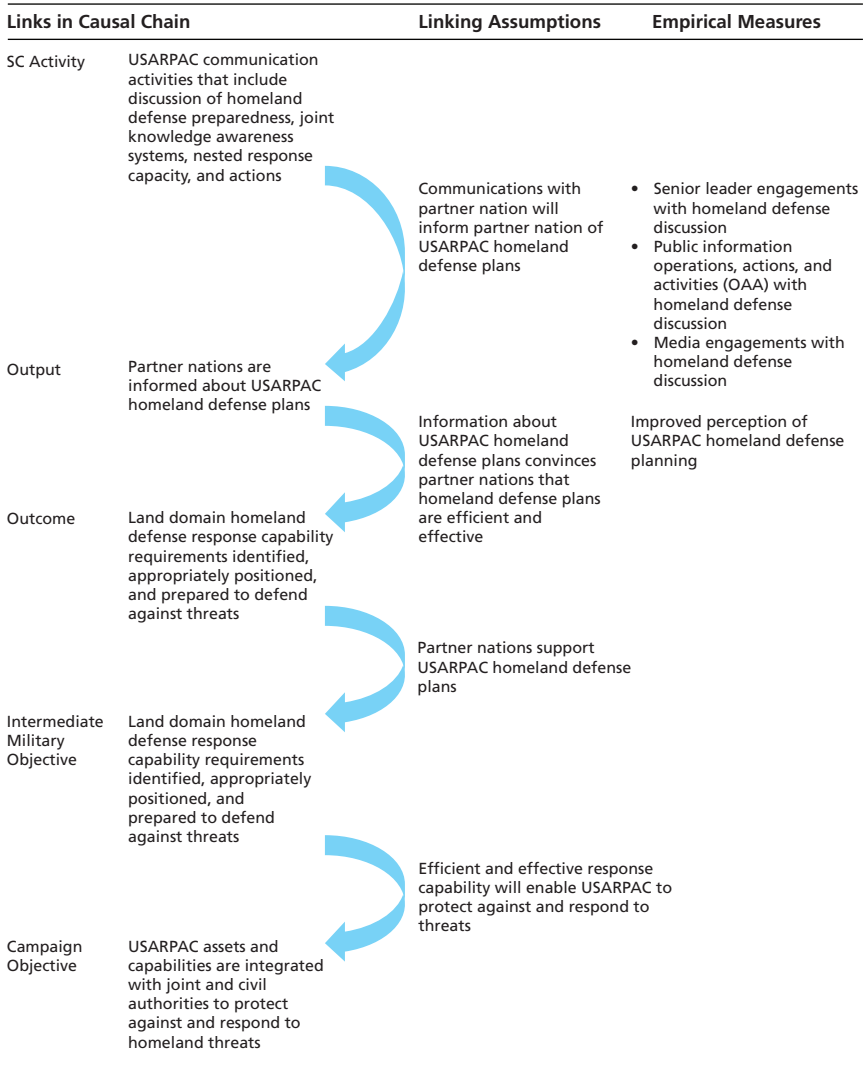 Links in Causal Chain
Linking Assumptions
Empirical Measures
SC Activity
USARPAC communication
activities that include
discussion of homeland
defense preparedness, joint
knowledge awareness
systems, nested response
capacity, and actions
Communications with
partner nation will
inform partner nation of
USARPAC homeland
defense plans
• Senior leader engagements
with homeland defense
discussion
• Public information
operations, actions, and
activities (OAA) with
homeland defense
discussion
• Media engagements with
homeland defense
discussion
Output
Partner nations are
informed about USARPAC
homeland defense plans
Information about
USARPAC homeland
defense plans convinces
partner nations that
homeland defense plans
are efficient and
effective
Improved perception of
USARPAC homeland defense
planning
Outcome
Land domain homeland
defense response capability
requirements identified,
appropriately positioned,
and prepared to defend
against threats
Partner nations support
USARPAC homeland defense
plans
Intermediate
Military
Objective
Land domain homeland
defense response
capability requirements
identified, appropriately
positioned, and
prepared to defend
against threats
Efficient and effective response
capability will enable USARPAC to
protect against and respond to
threats
Campaign
Objective
USARPAC assets and
capabilities are integrated
with joint and civil
authorities to protect
against and respond to
homeland threats